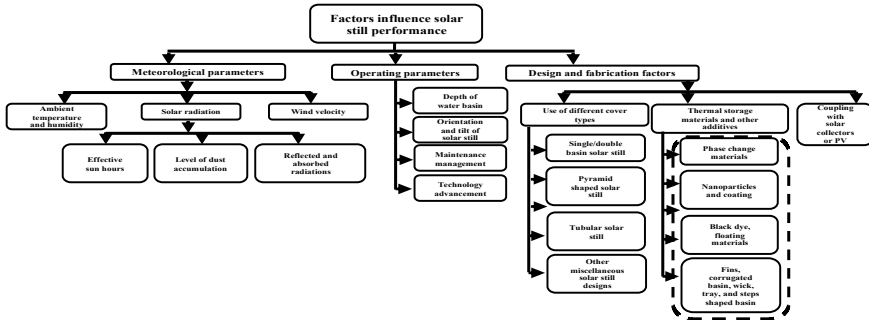 Factors influence solar
still performance
Meteorological parameters
Operating parameters
Design and fabrication factors
Ambient
temperature
and humidity
Solar radiation
Wind velocity
Effective
sun hours
Level of dust
accumulation
Reflected and
absorbed
radiations
Depth of
water basin
Orientation
and tilt of
solar still
Maintenance
management
Technology
advancement
Use of different cover
types
Single/double
basin solar still
Pyramid
shaped solar
still
Tubular solar
still
Other
miscellaneous
solar still
designs
Thermal storage
materials and other
additives
Phase change
materials
Nanoparticles
and coating
Black dye,
floating
materials
Fins,
corrugated
basin, wick,
tray, and steps
shaped basin
Coupling
with
solar
collectors
or PV